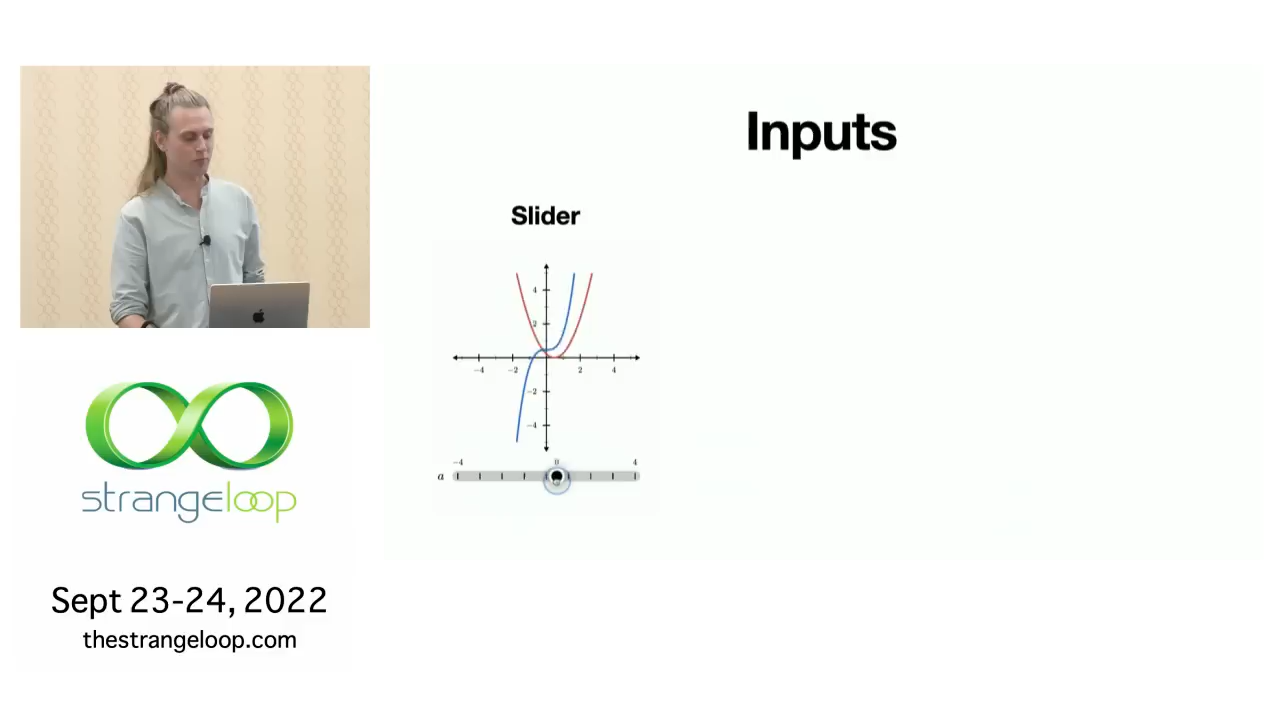 Inputs
Slider
4
2
-4 -2 2 4
-2
-4
-4 0 4
a
strangeloop
Sept 23-24, 2022
thestrangeloop.com